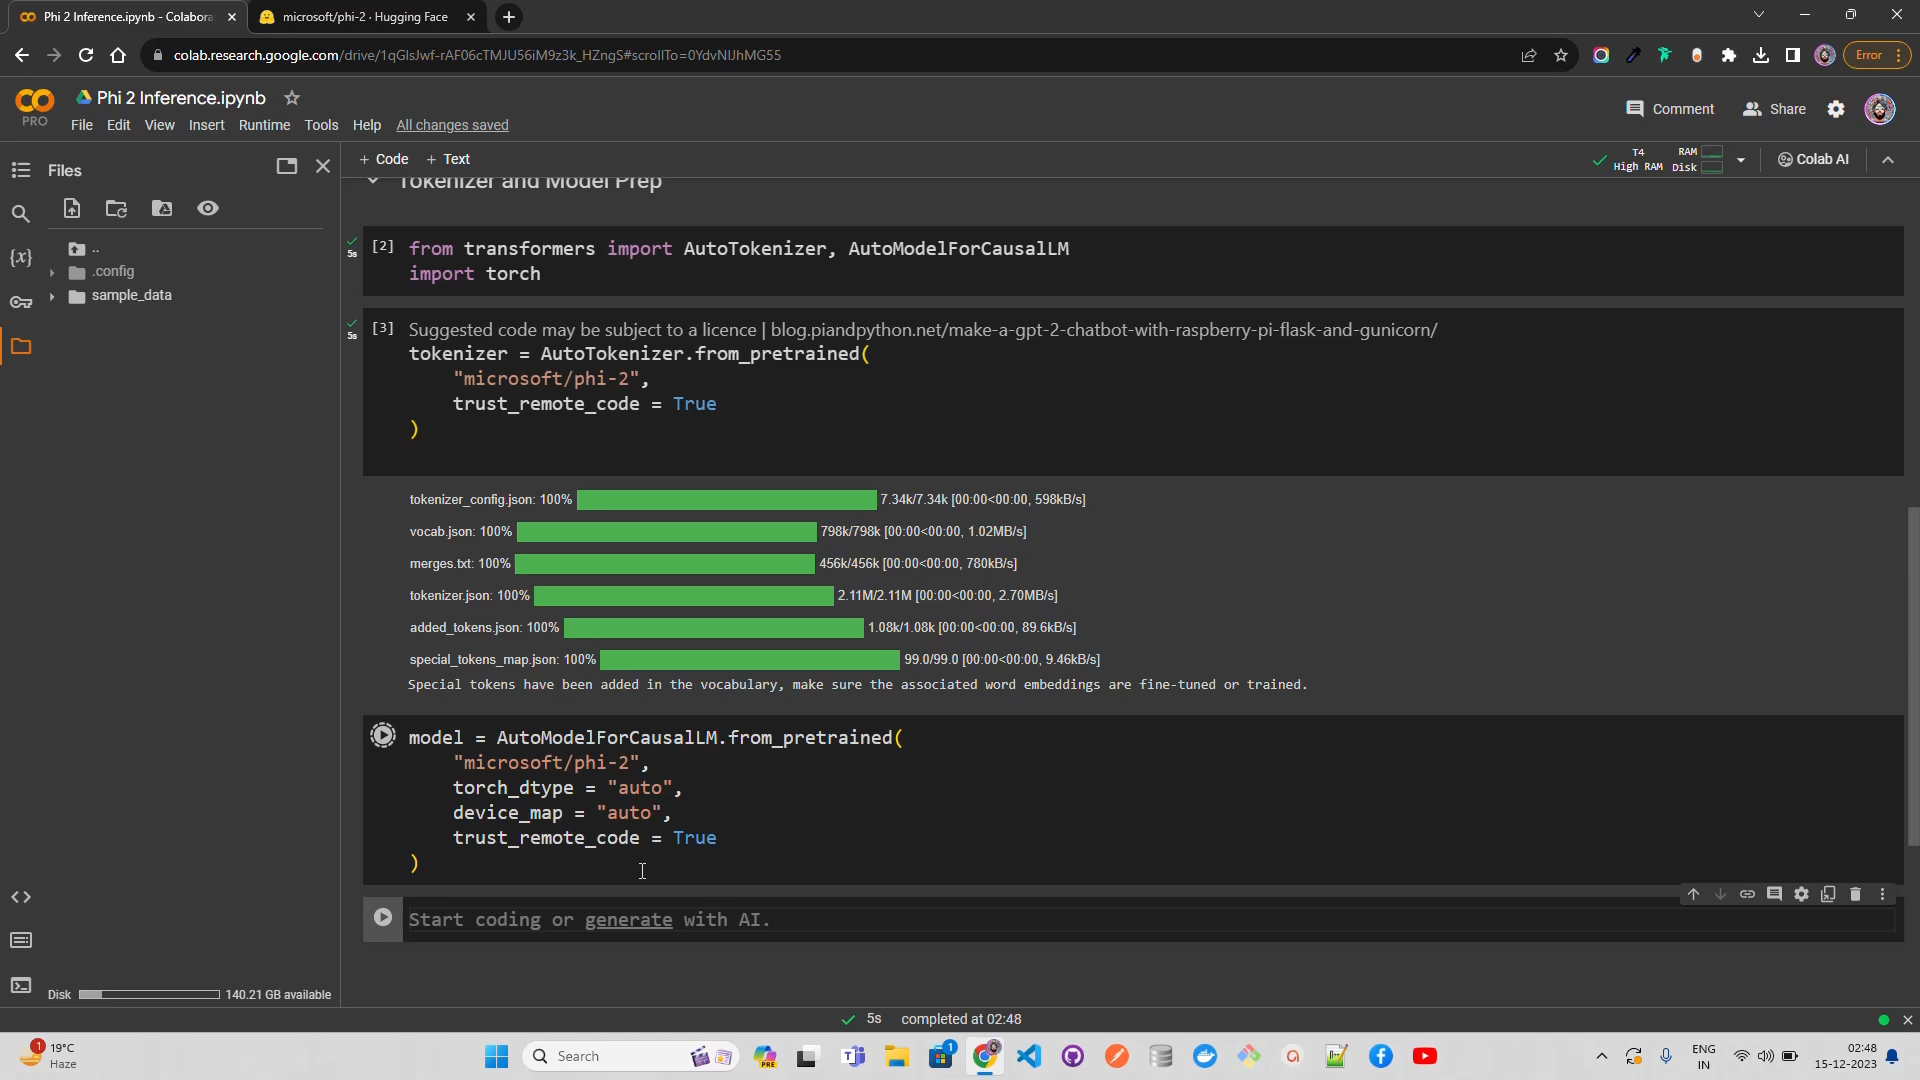 Phi 2 Inference.ipynb - Colabora
microsoft/phi-2 · Hugging Face
colab.research.google.com/drive/1qGlsJwf-rAF06cTMJU56iM9z3k_HZngS#scrollTo=0YdvNIJhMG55
Error
PRO
Phi 2 Inference.ipynb
Comment
Share
File Edit View Insert Runtime Tools Help All changes saved
Files
+ Code + Text
T4
High RAM
RAM
Disk
Colab AI
..
.config
sample_data
{x}
Tokenizer and Model Prep
5s
[2] from transformers import AutoTokenizer, AutoModelForCausalLM
import torch
5s
[3] Suggested code may be subject to a licence | blog.piandpython.net/make-a-gpt-2-chatbot-with-raspberry-pi-flask-and-gunicorn/
tokenizer = AutoTokenizer.from_pretrained(
"microsoft/phi-2",
trust_remote_code = True
)
tokenizer_config.json: 100% 7.34k/7.34k [00:00<00:00, 598kB/s]
vocab.json: 100% 798k/798k [00:00<00:00, 1.02MB/s]
merges.txt: 100% 456k/456k [00:00<00:00, 780kB/s]
tokenizer.json: 100% 2.11M/2.11M [00:00<00:00, 2.70MB/s]
added_tokens.json: 100% 1.08k/1.08k [00:00<00:00, 89.6kB/s]
special_tokens_map.json: 100% 99.0/99.0 [00:00<00:00, 9.46kB/s]
Special tokens have been added in the vocabulary, make sure the associated word embeddings are fine-tuned or trained.
model = AutoModelForCausalLM.from_pretrained(
"microsoft/phi-2",
torch_dtype = "auto",
device_map = "auto",
trust_remote_code = True
)
Start coding or generate with AI.
Disk 140.21 GB available
5s completed at 02:48
1
19°C
Haze
Search
PRE
1
ENG
IN
02:48
15-12-2023